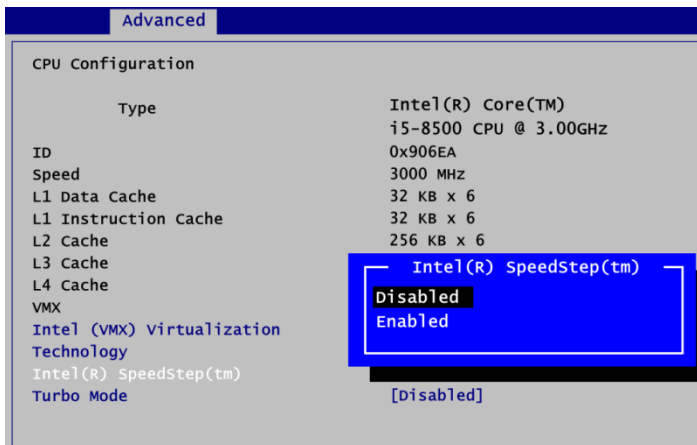 Advanced
CPU Configuration
Type Intel(R) Core(TM)
i5-8500 CPU @ 3.00GHz
ID 0x906EA
Speed 3000 MHz
L1 Data Cache 32 KB x 6
L1 Instruction Cache 32 KB x 6
L2 Cache 256 KB x 6
L3 Cache
L4 Cache
VMX
Intel (VMX) Virtualization
Technology
Intel(R) SpeedStep(tm)
Turbo Mode [Disabled]
Intel(R) SpeedStep(tm)
Disabled
Enabled